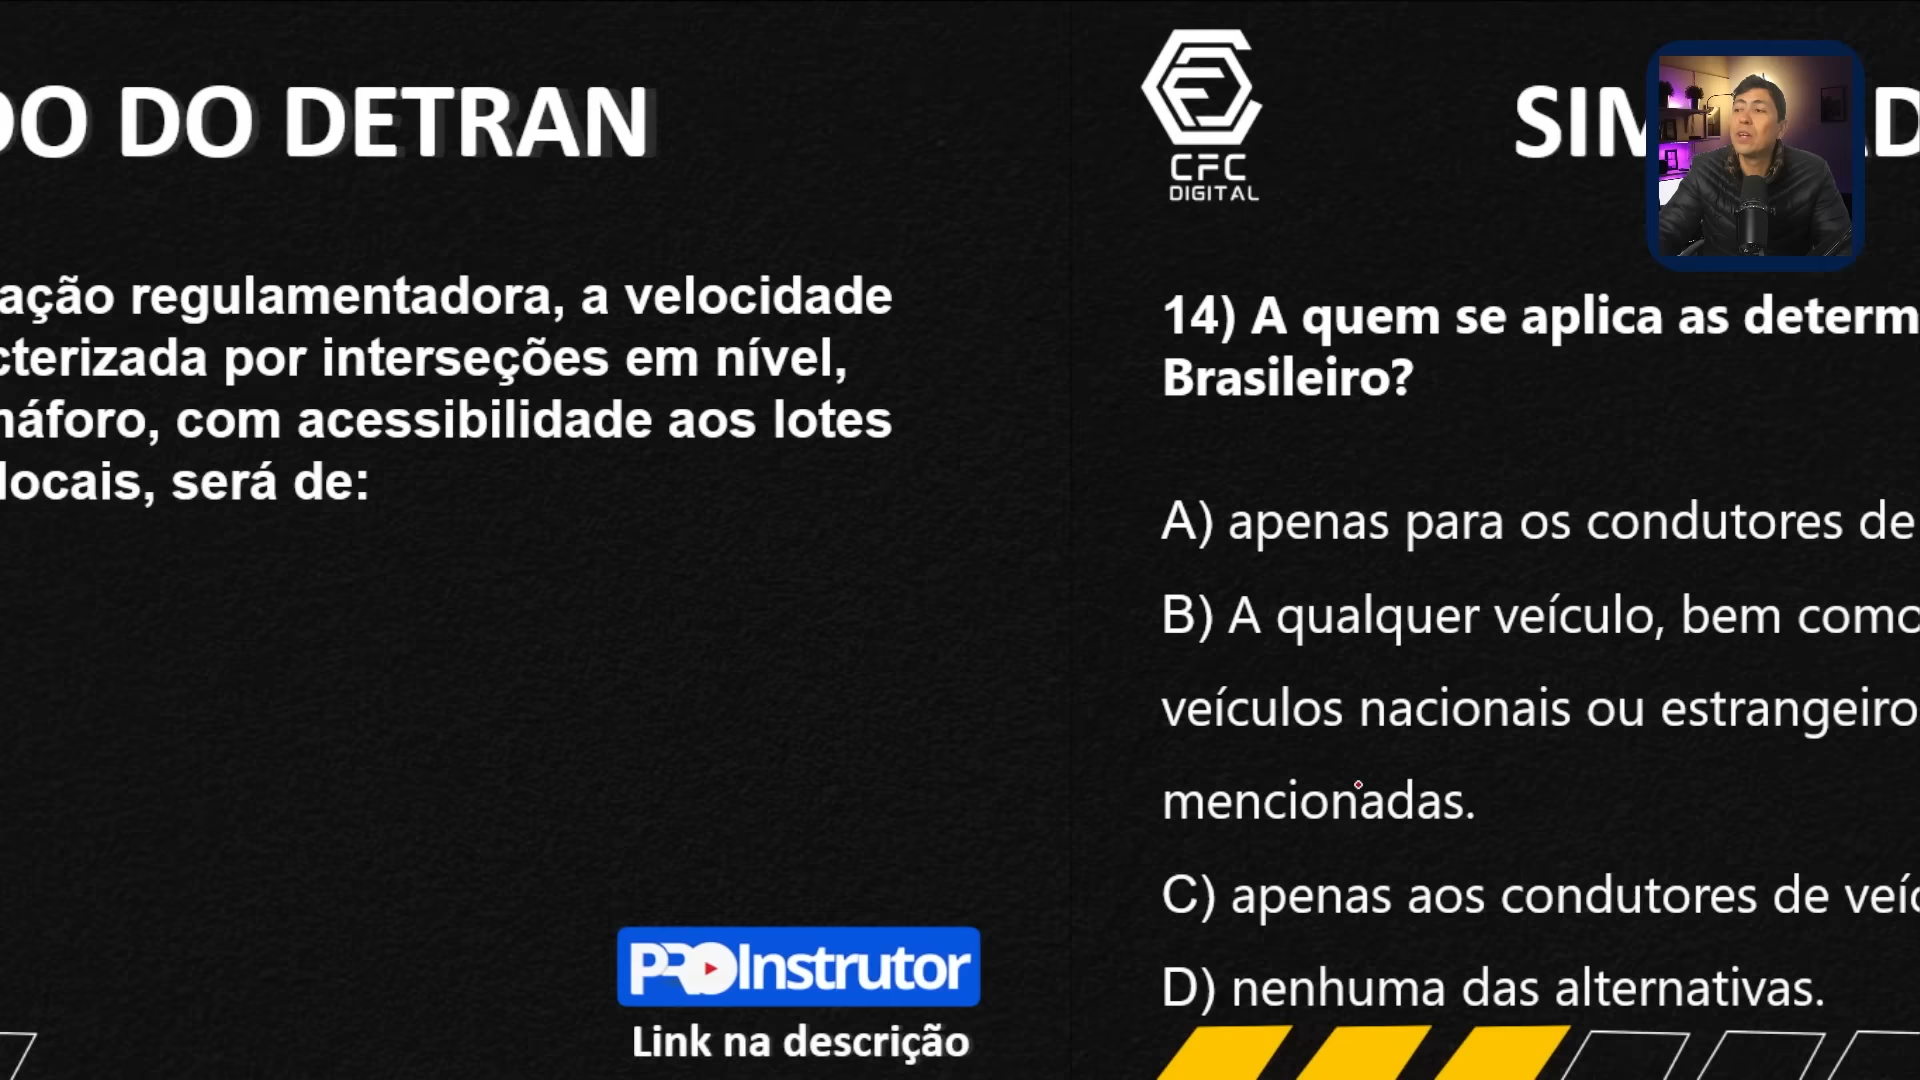 DO DO DETRAN
ação regulamentadora, a velocidade
cterizada por interseções em nível,
máforo, com acessibilidade aos lotes
locais, será de:
PROInstrutor
Link na descrição
CFC
DIGITAL
SIM AD
14) A quem se aplica as determ
Brasileiro?
A) apenas para os condutores de
B) A qualquer veículo, bem como
veículos nacionais ou estrangeiro
mencionadas.
C) apenas aos condutores de veíc
D) nenhuma das alternativas.